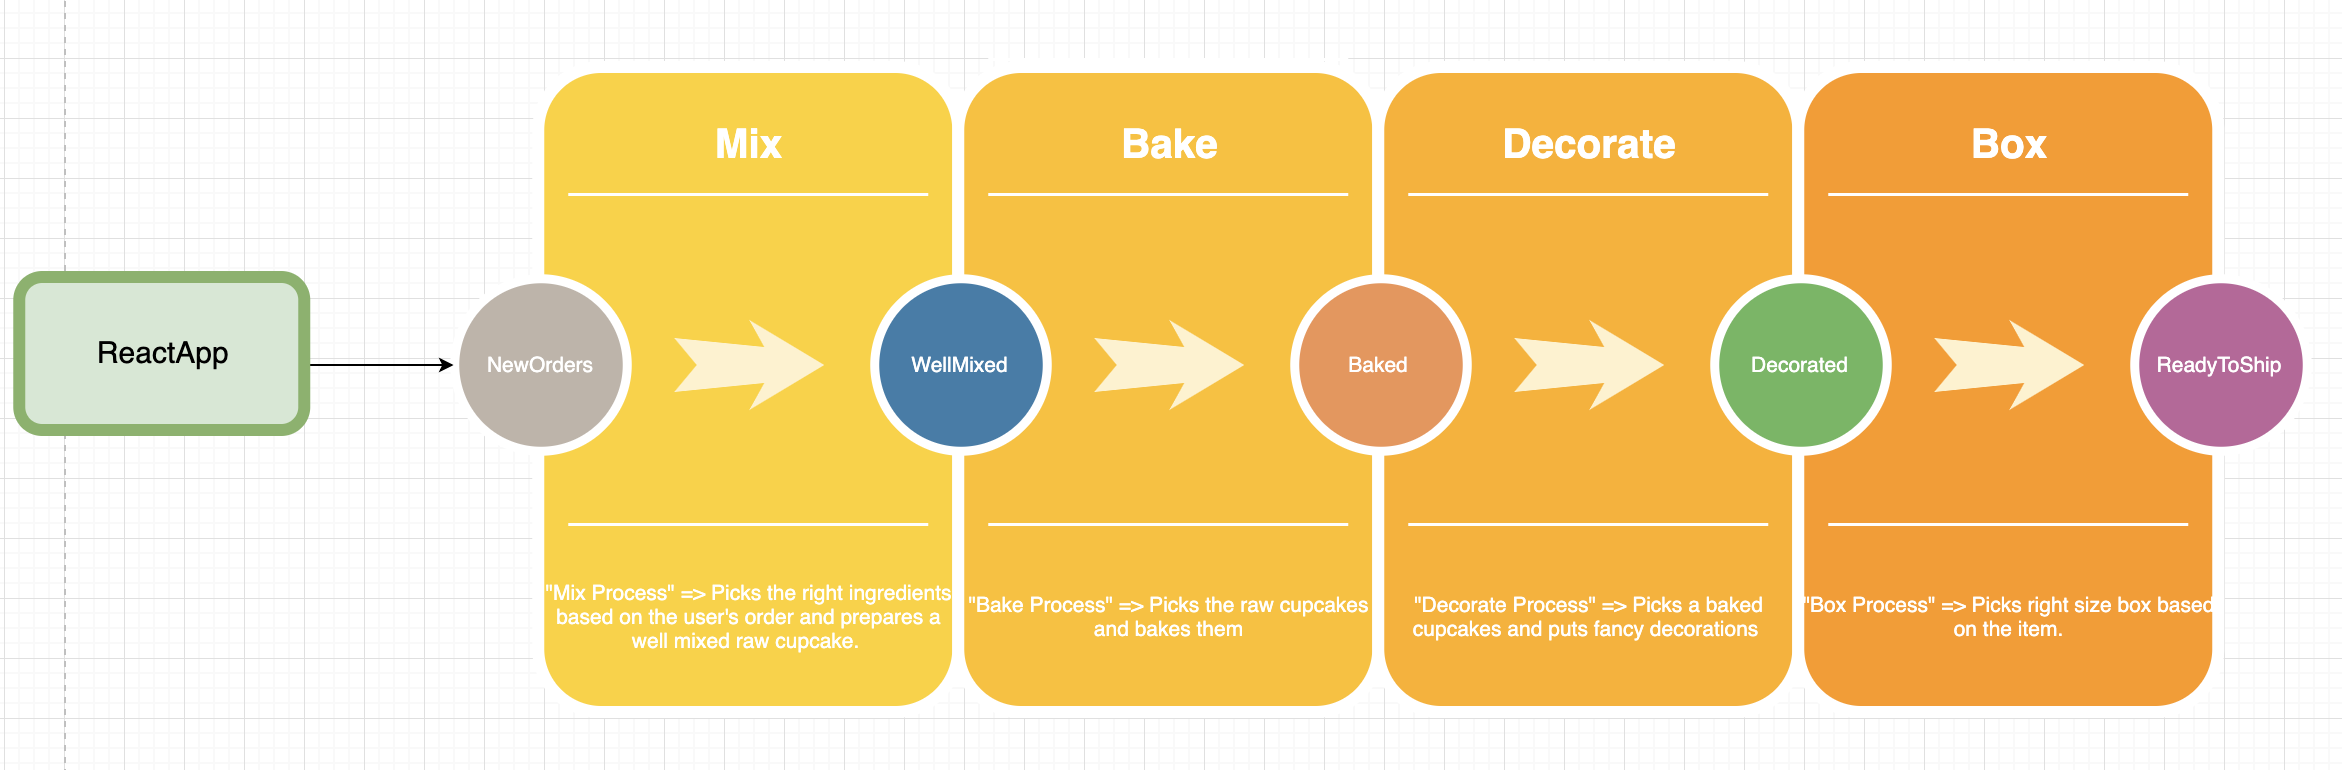 Mix
Bake
Decorate
Box
ReactApp
NewOrders
WellMixed
Baked
Decorated
ReadyToShip
"Mix Process" => Picks the right ingredients
based on the user's order and prepares a
well mixed raw cupcake.
"Bake Process" => Picks the raw cupcakes
and bakes them
"Decorate Process" => Picks a baked
cupcakes and puts fancy decorations
"Box Process" => Picks right size box based
on the item.